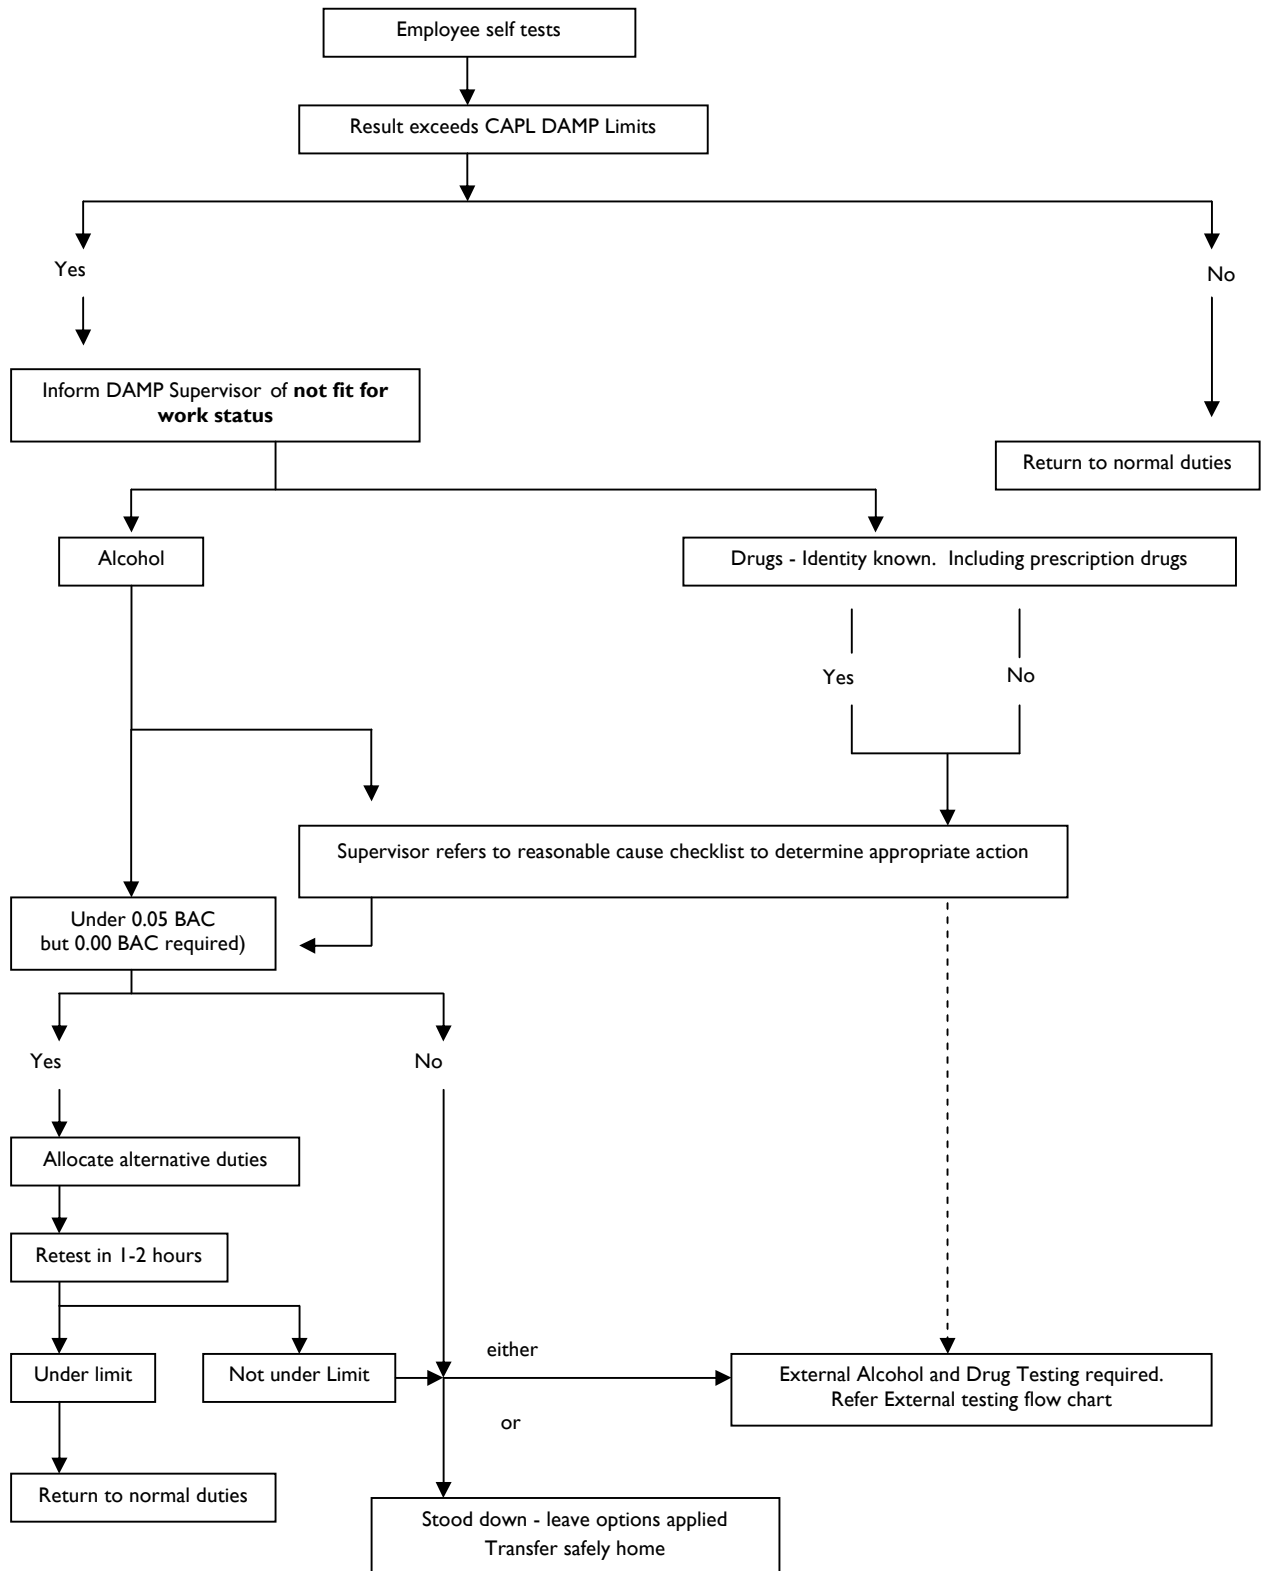 Employee self tests
Result exceeds CAPL DAMP Limits
Yes
No
Inform DAMP Supervisor of not fit for
work status
Return to normal duties
Alcohol
Drugs - Identity known. Including prescription drugs
Yes
No
Supervisor refers to reasonable cause checklist to determine appropriate action
Under 0.05 BAC
but 0.00 BAC required)
Yes
No
Allocate alternative duties
Retest in 1-2 hours
either
Under limit
Not under Limit
External Alcohol and Drug Testing required.
Refer External testing flow chart
or
Return to normal duties
Stood down - leave options applied
Transfer safely home